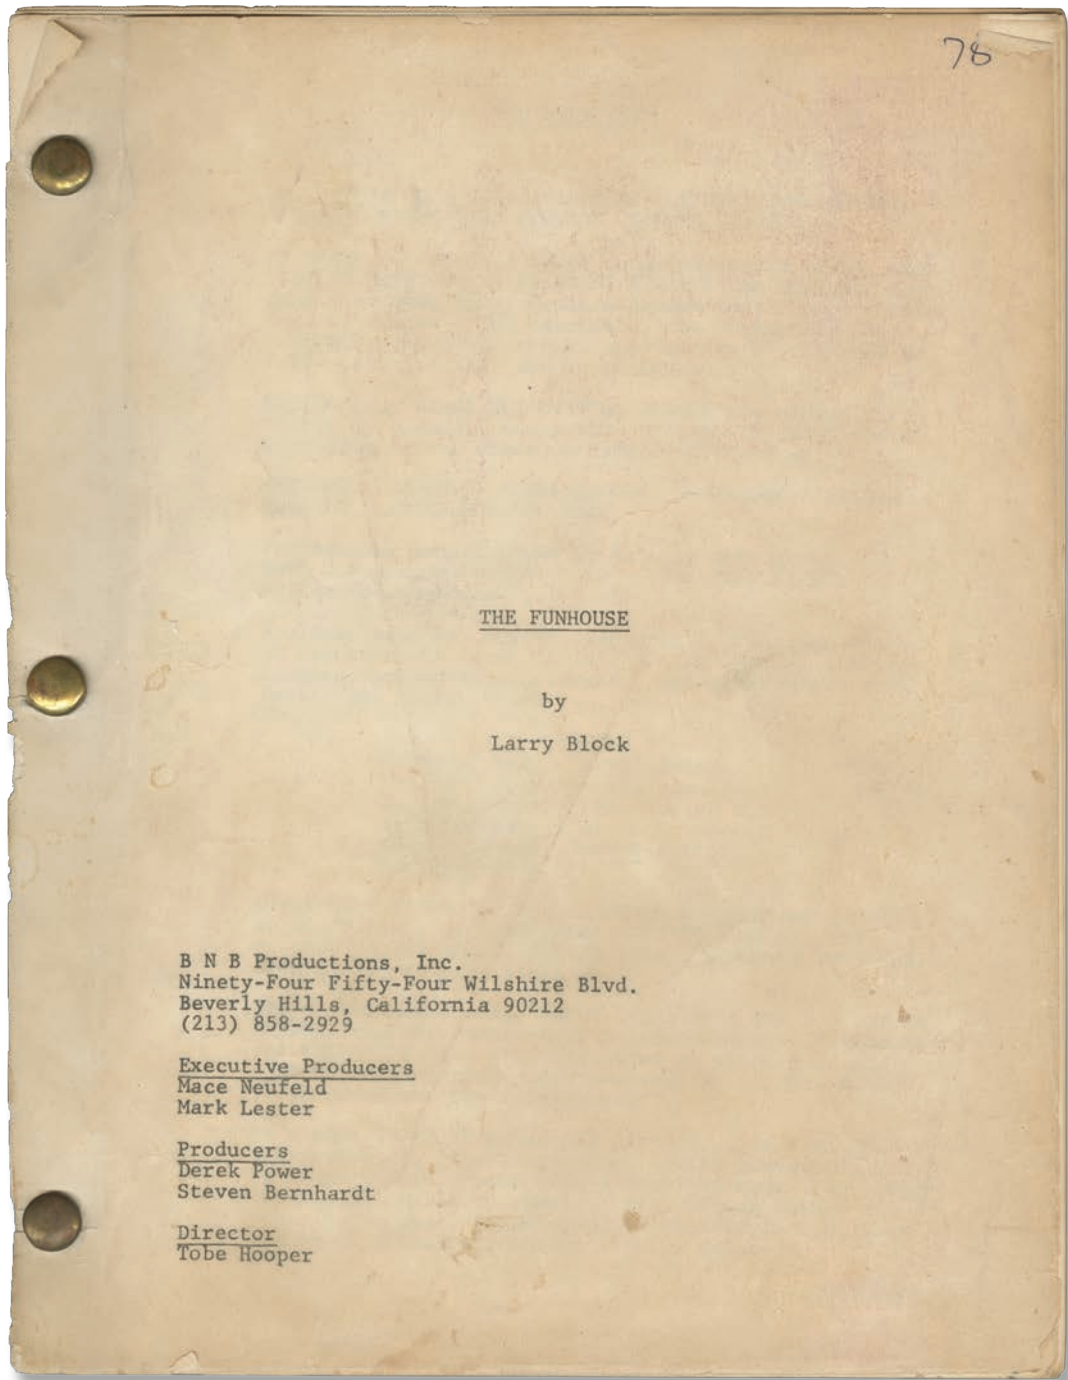 78
THE FUNHOUSE
by
Larry Block
B N B Productions, Inc.
Ninety-Four Fifty-Four Wilshire Blvd.
Beverly Hills, California 90212
(213) 858-2929
Executive Producers
Mace Neufeld
Mark Lester
Producers
Derek Power
Steven Bernhardt
Director
Tobe Hooper